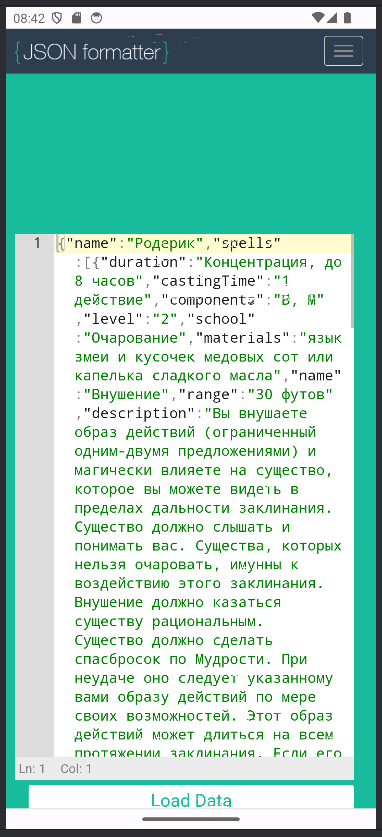 08:42
{JSON formatter}
1 {"name":"Родерик","spells"
:[{"duration":"Концентрация, до
8 часов","castingTime":"1
действие","components":"В, М"
,"level":"2","school"
:"Очарование","materials":"язык
змеи и кусочек медовых сот или
капелька сладкого масла","name"
:"Внушение","range":"30 футов"
,"description":"Вы внушаете
образ действий (ограниченный
одним-двумя предложениями) и
магически влияете на существо,
которое вы можете видеть в
пределах дальности заклинания.
Существо должно слышать и
понимать вас. Существа, которых
нельзя очаровать, имунны к
воздействию этого заклинания.
Внушение должно казаться
существу рациональным.
Существо должно сделать
спасбросок по Мудрости. При
неудаче оно следует указанному
вами образу действий по мере
своих возможностей. Этот образ
действий может длиться на всем
протяжении заклинания. Если его
Ln: 1 Col: 1
Load Data